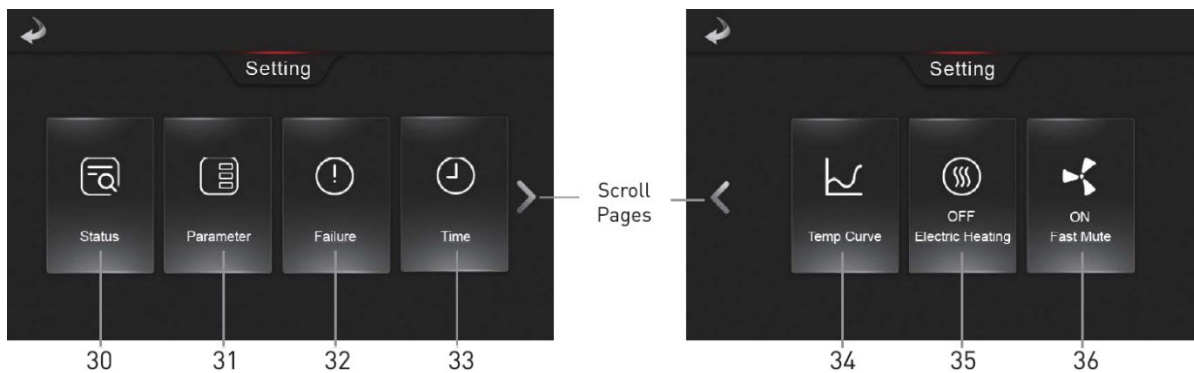 Setting
Status
Parameter
Failure
Time
30
31
32
33
Scroll
Pages
Setting
Temp Curve
OFF
Electric Heating
ON
Fast Mute
34
35
36